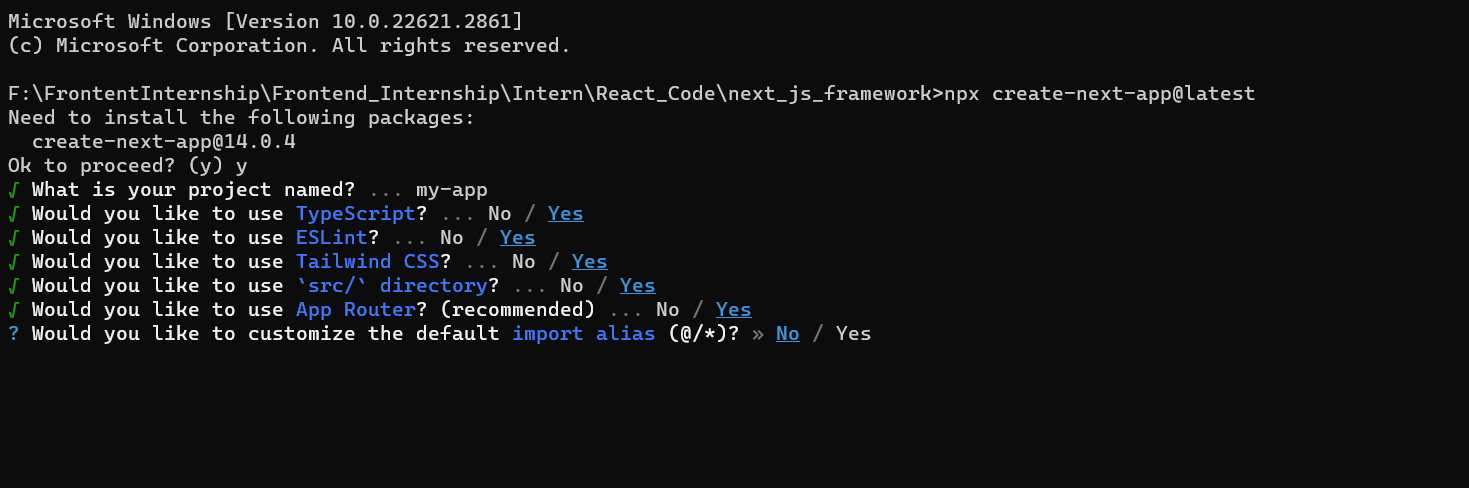 Microsoft Windows [Version 10.0.22621.2861]
(c) Microsoft Corporation. All rights reserved.
F:\FrontentInternship\Frontend_Internship\Intern\React_Code\next_js_framework>npx create-next-app@latest
Need to install the following packages:
  create-next-app@14.0.4
Ok to proceed? (y) y
√ What is your project named? ... my-app
√ Would you like to use TypeScript? ... No / Yes
√ Would you like to use ESLint? ... No / Yes
√ Would you like to use Tailwind CSS? ... No / Yes
√ Would you like to use `src/` directory? ... No / Yes
√ Would you like to use App Router? (recommended) ... No / Yes
? Would you like to customize the default import alias (@/*)? » No / Yes